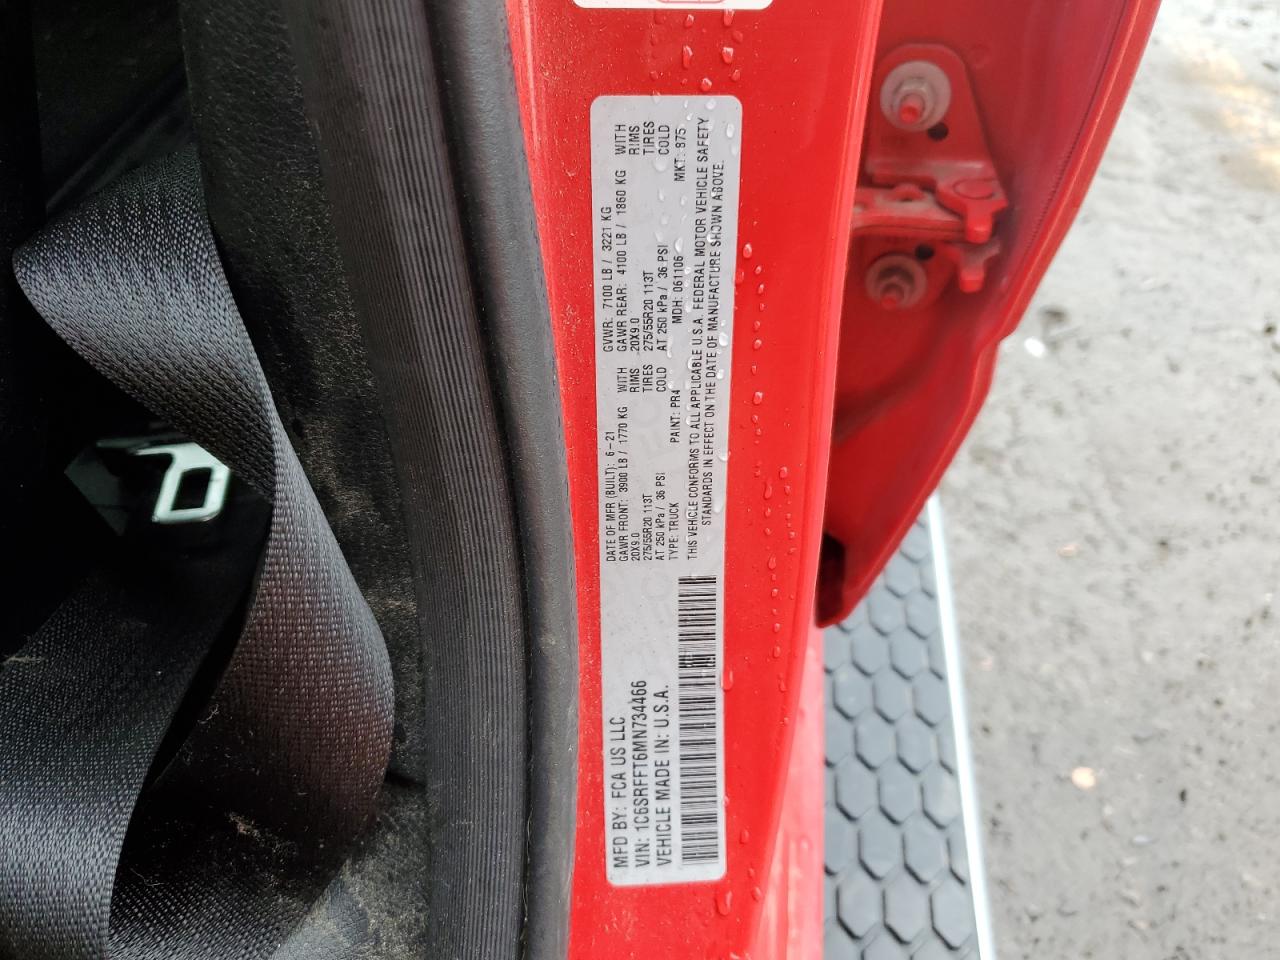 MFD BY: FCA US LLC
VIN: 1C6SRFFT6MN734466
VEHICLE MADE IN: U.S.A.
DATE OF MFR (BUILT): 6-21 GVWR: 7100 LB / 3221 KG
GAWR FRONT: 3900 LB / 1770 KG WITH GAWR REAR: 4100 LB / 1860 KG WITH
20X9.0 RIMS 20X9.0 RIMS
275/55R20 113T TIRES 275/55R20 113T TIRES
AT 250 kPa / 36 PSI COLD AT 250 kPa / 36 PSI COLD
TYPE: TRUCK PAINT: PR4 MDH: 061106 MKT: 875
THIS VEHICLE CONFORMS TO ALL APPLICABLE U.S.A. FEDERAL MOTOR VEHICLE SAFETY
STANDARDS IN EFFECT ON THE DATE OF MANUFACTURE SHOWN ABOVE.